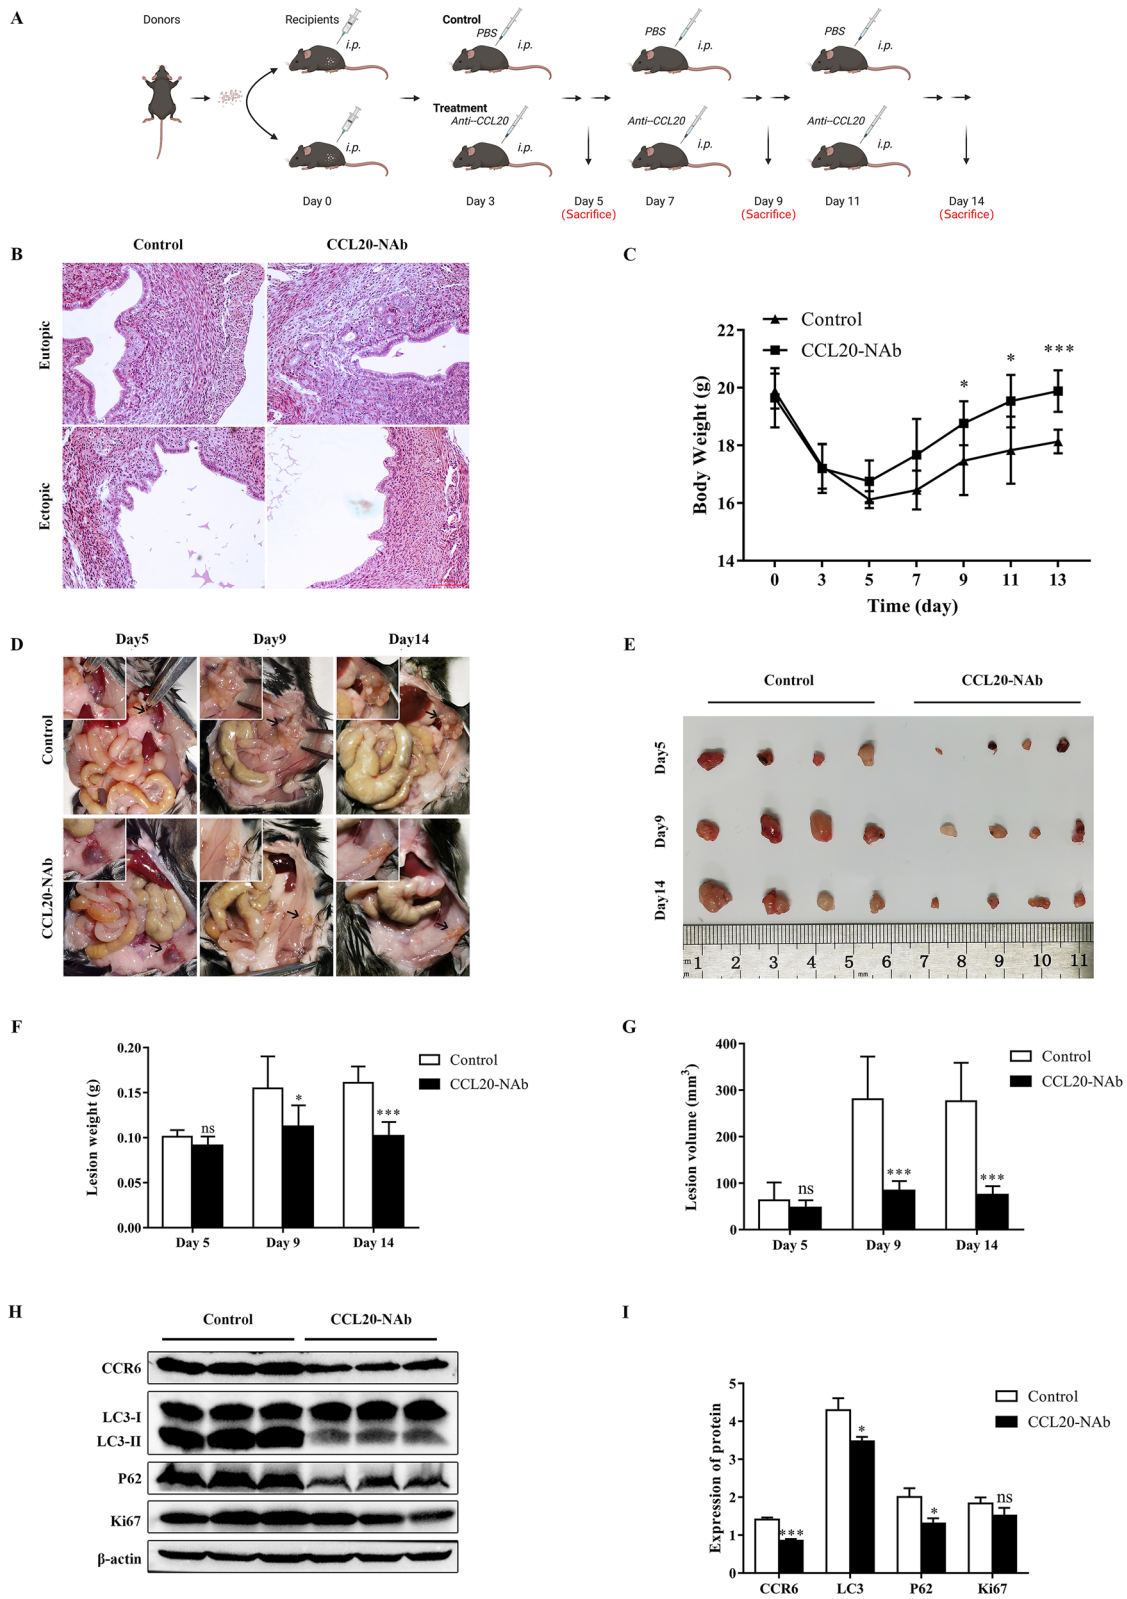 A
Donors
Recipients
Control
PBS
PBS
PBS
i.p.
i.p.
i.p.
i.p.
Treatment
Anti--CCL20
Anti--CCL20
Anti--CCL20
i.p.
i.p.
i.p.
i.p.
Day 0
Day 3
Day 5
(Sacrifice)
Day 7
Day 9
(Sacrifice)
Day 11
Day 14
(Sacrifice)
B
Control
CCL20-NAb
Eutopic
Ectopic
C
Control
CCL20-NAb
Body Weight (g)
22
20
18
16
14
*
*
***
0 3 5 7 9 11 13
Time (day)
D
Day5 Day9 Day14
Control
CCL20-NAb
E
Control
CCL20-NAb
Day5
Day9
Day14
1 2 3 4 5 6 7 8 9 10 11
mm
F
Lesion weight (g)
0.20
0.15
0.10
0.05
0.00
ns
*
***
Day 5 Day 9 Day 14
Control
CCL20-NAb
G
Lesion volume (mm³)
400
300
200
100
0
ns
***
***
Day 5 Day 9 Day 14
Control
CCL20-NAb
H
Control
CCL20-NAb
CCR6
LC3-I
LC3-II
P62
Ki67
β-actin
I
Expression of protein
5
4
3
2
1
0
***
*
*
ns
CCR6 LC3 P62 Ki67
Control
CCL20-NAb